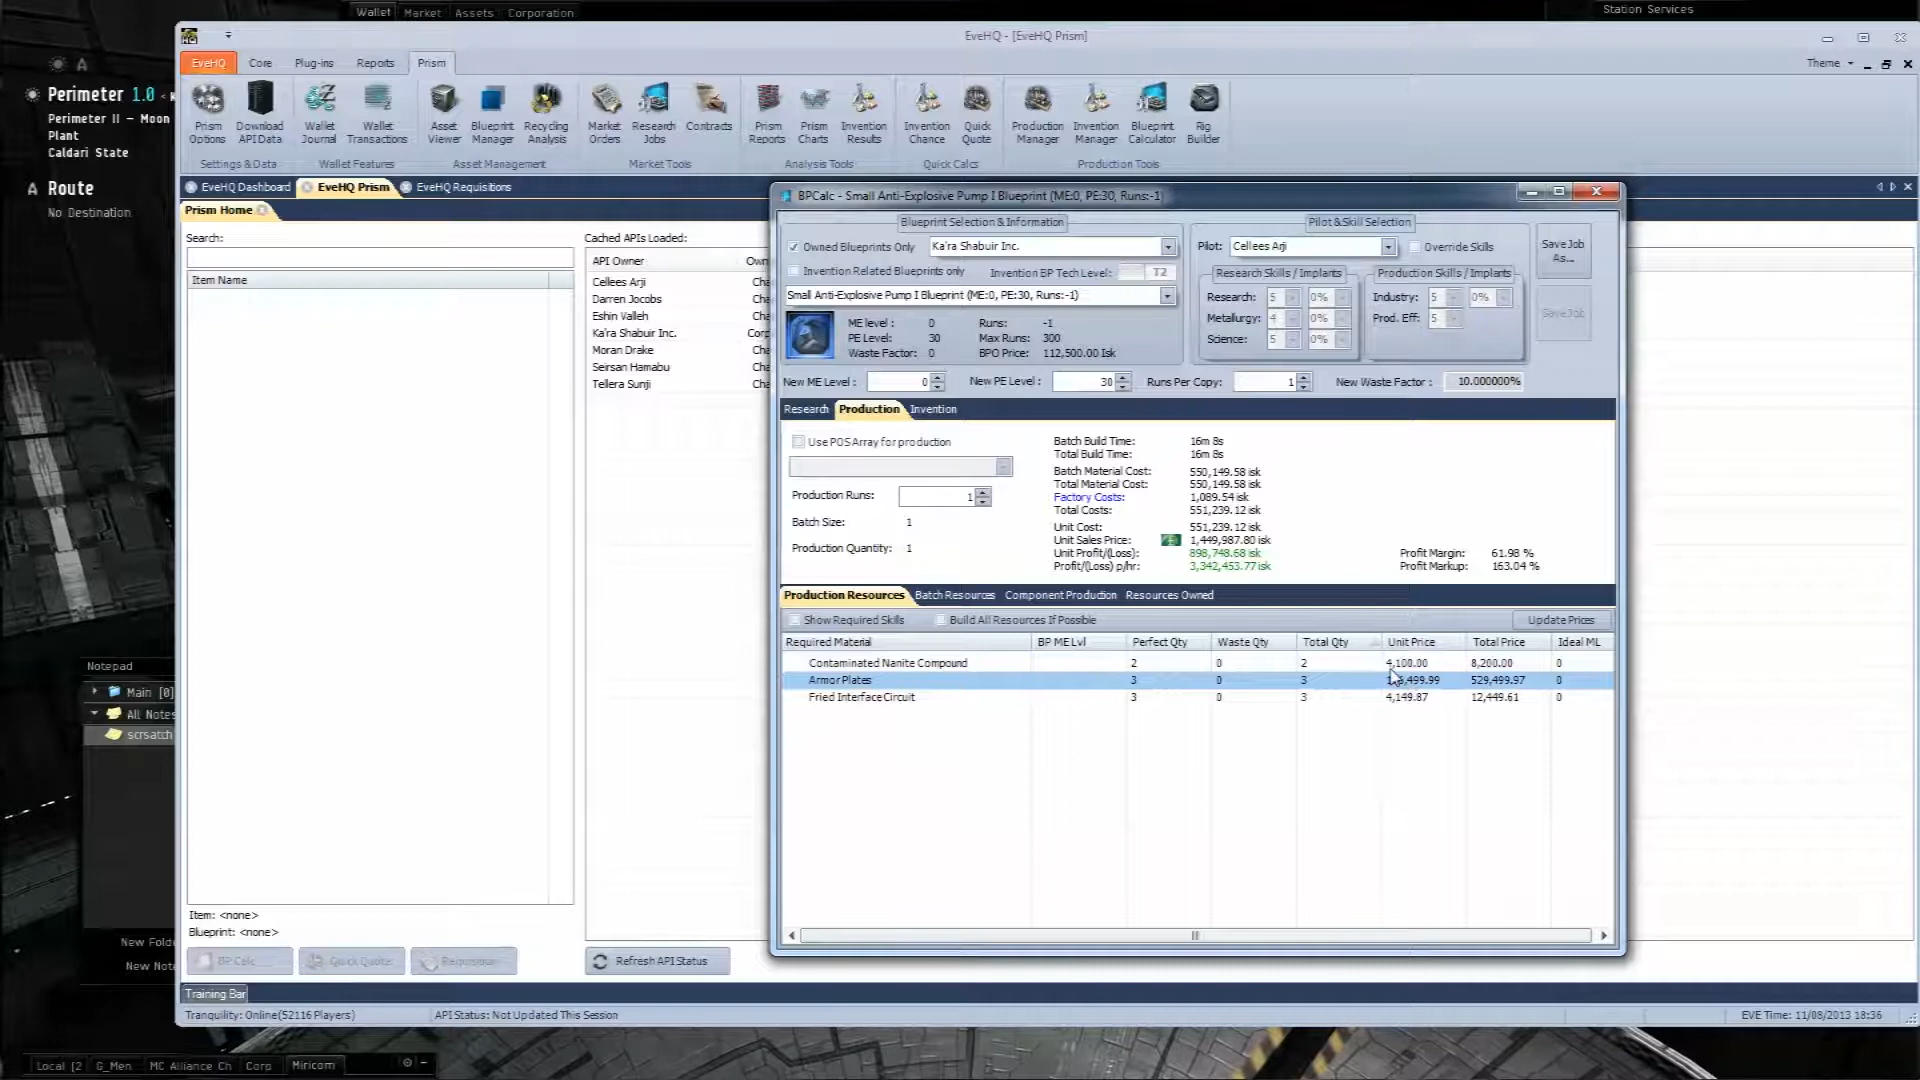 Wallet Market Assets Corporation
Station Services
EveHQ - [EveHQ Prism]
EveHQ Core Plug-ins Reports Prism
Theme
A
Perimeter 1.0 <
Perimeter II - Moon
Plant
Caldari State
A Route
No Destination
Prism Options
Download API Data
Wallet Journal
Wallet Transactions
Asset Viewer
Blueprint Manager
Recycling Analysis
Market Orders
Research Jobs
Contracts
Prism Reports
Prism Charts
Invention Results
Invention Chance
Quick Quote
Production Manager
Invention Manager
Blueprint Calculator
Rig Builder
Settings & Data
Wallet Features
Asset Management
Market Tools
Analysis Tools
Quick Calcs
Production Tools
EveHQ Dashboard EveHQ Prism EveHQ Requisitions
Prism Home
Search:
Item Name
Cached APIs Loaded:
API Owner Own
Cellees Arji Cha
Darren Jocobs Cha
Eshin Valleh Cha
Ka'ra Shabuir Inc. Corp
Moran Drake Cha
Seirsan Hamabu Cha
Tellera Sunji Cha
BPCalc - Small Anti-Explosive Pump I Blueprint (ME:0, PE:30, Runs:-1)
Blueprint Selection & Information
Owned Blueprints Only Ka'ra Shabuir Inc.
Invention Related Blueprints only Invention BP Tech Level: T2
Small Anti-Explosive Pump I Blueprint (ME:0, PE:30, Runs:-1)
ME level : 0 Runs: -1
PE Level: 30 Max Runs: 300
Waste Factor: 0 BPO Price: 112,500.00 Isk
Pilot & Skill Selection
Pilot: Cellees Arji Override Skills
Research Skills / Implants
Research: 5 0%
Metallurgy: 4 0%
Science: 5 0%
Production Skills / Implants
Industry: 5 0%
Prod. Eff: 5
Save Job As...
Save Job
New ME Level : 0 New PE Level : 30 Runs Per Copy: 1 New Waste Factor : 10.000000%
Research Production Invention
Use POS Array for production
Production Runs: 1
Batch Size: 1
Production Quantity: 1
Batch Build Time: 16m 8s
Total Build Time: 16m 8s
Batch Material Cost: 550,149.58 isk
Total Material Cost: 550,149.58 isk
Factory Costs: 1,089.54 isk
Total Costs: 551,239.12 isk
Unit Cost: 551,239.12 isk
Unit Sales Price: 1,449,987.80 isk
Unit Profit/(Loss): 898,748.68 isk
Profit/(Loss) p/hr: 3,342,453.77 isk
Profit Margin: 61.98 %
Profit Markup: 163.04 %
Production Resources Batch Resources Component Production Resources Owned
Show Required Skills Build All Resources If Possible Update Prices
Required Material BP ME Lvl Perfect Qty Waste Qty Total Qty Unit Price Total Price Ideal ML
Contaminated Nanite Compound 2 0 2 4,100.00 8,200.00 0
Armor Plates 3 0 3 ,499.99 529,499.97 0
Fried Interface Circuit 3 0 3 4,149.87 12,449.61 0
Notepad
Main [0]
All Notes
scrsatch
New Fold
New Note
Item: <none>
Blueprint: <none>
BP Calc Quick Quote Requisition
Refresh API Status
Training Bar
Tranquility: Online (52116 Players) API Status: Not Updated This Session EVE Time: 11/08/2013 18:36
Local [2 G_Men MC Alliance Ch Corp Miricom